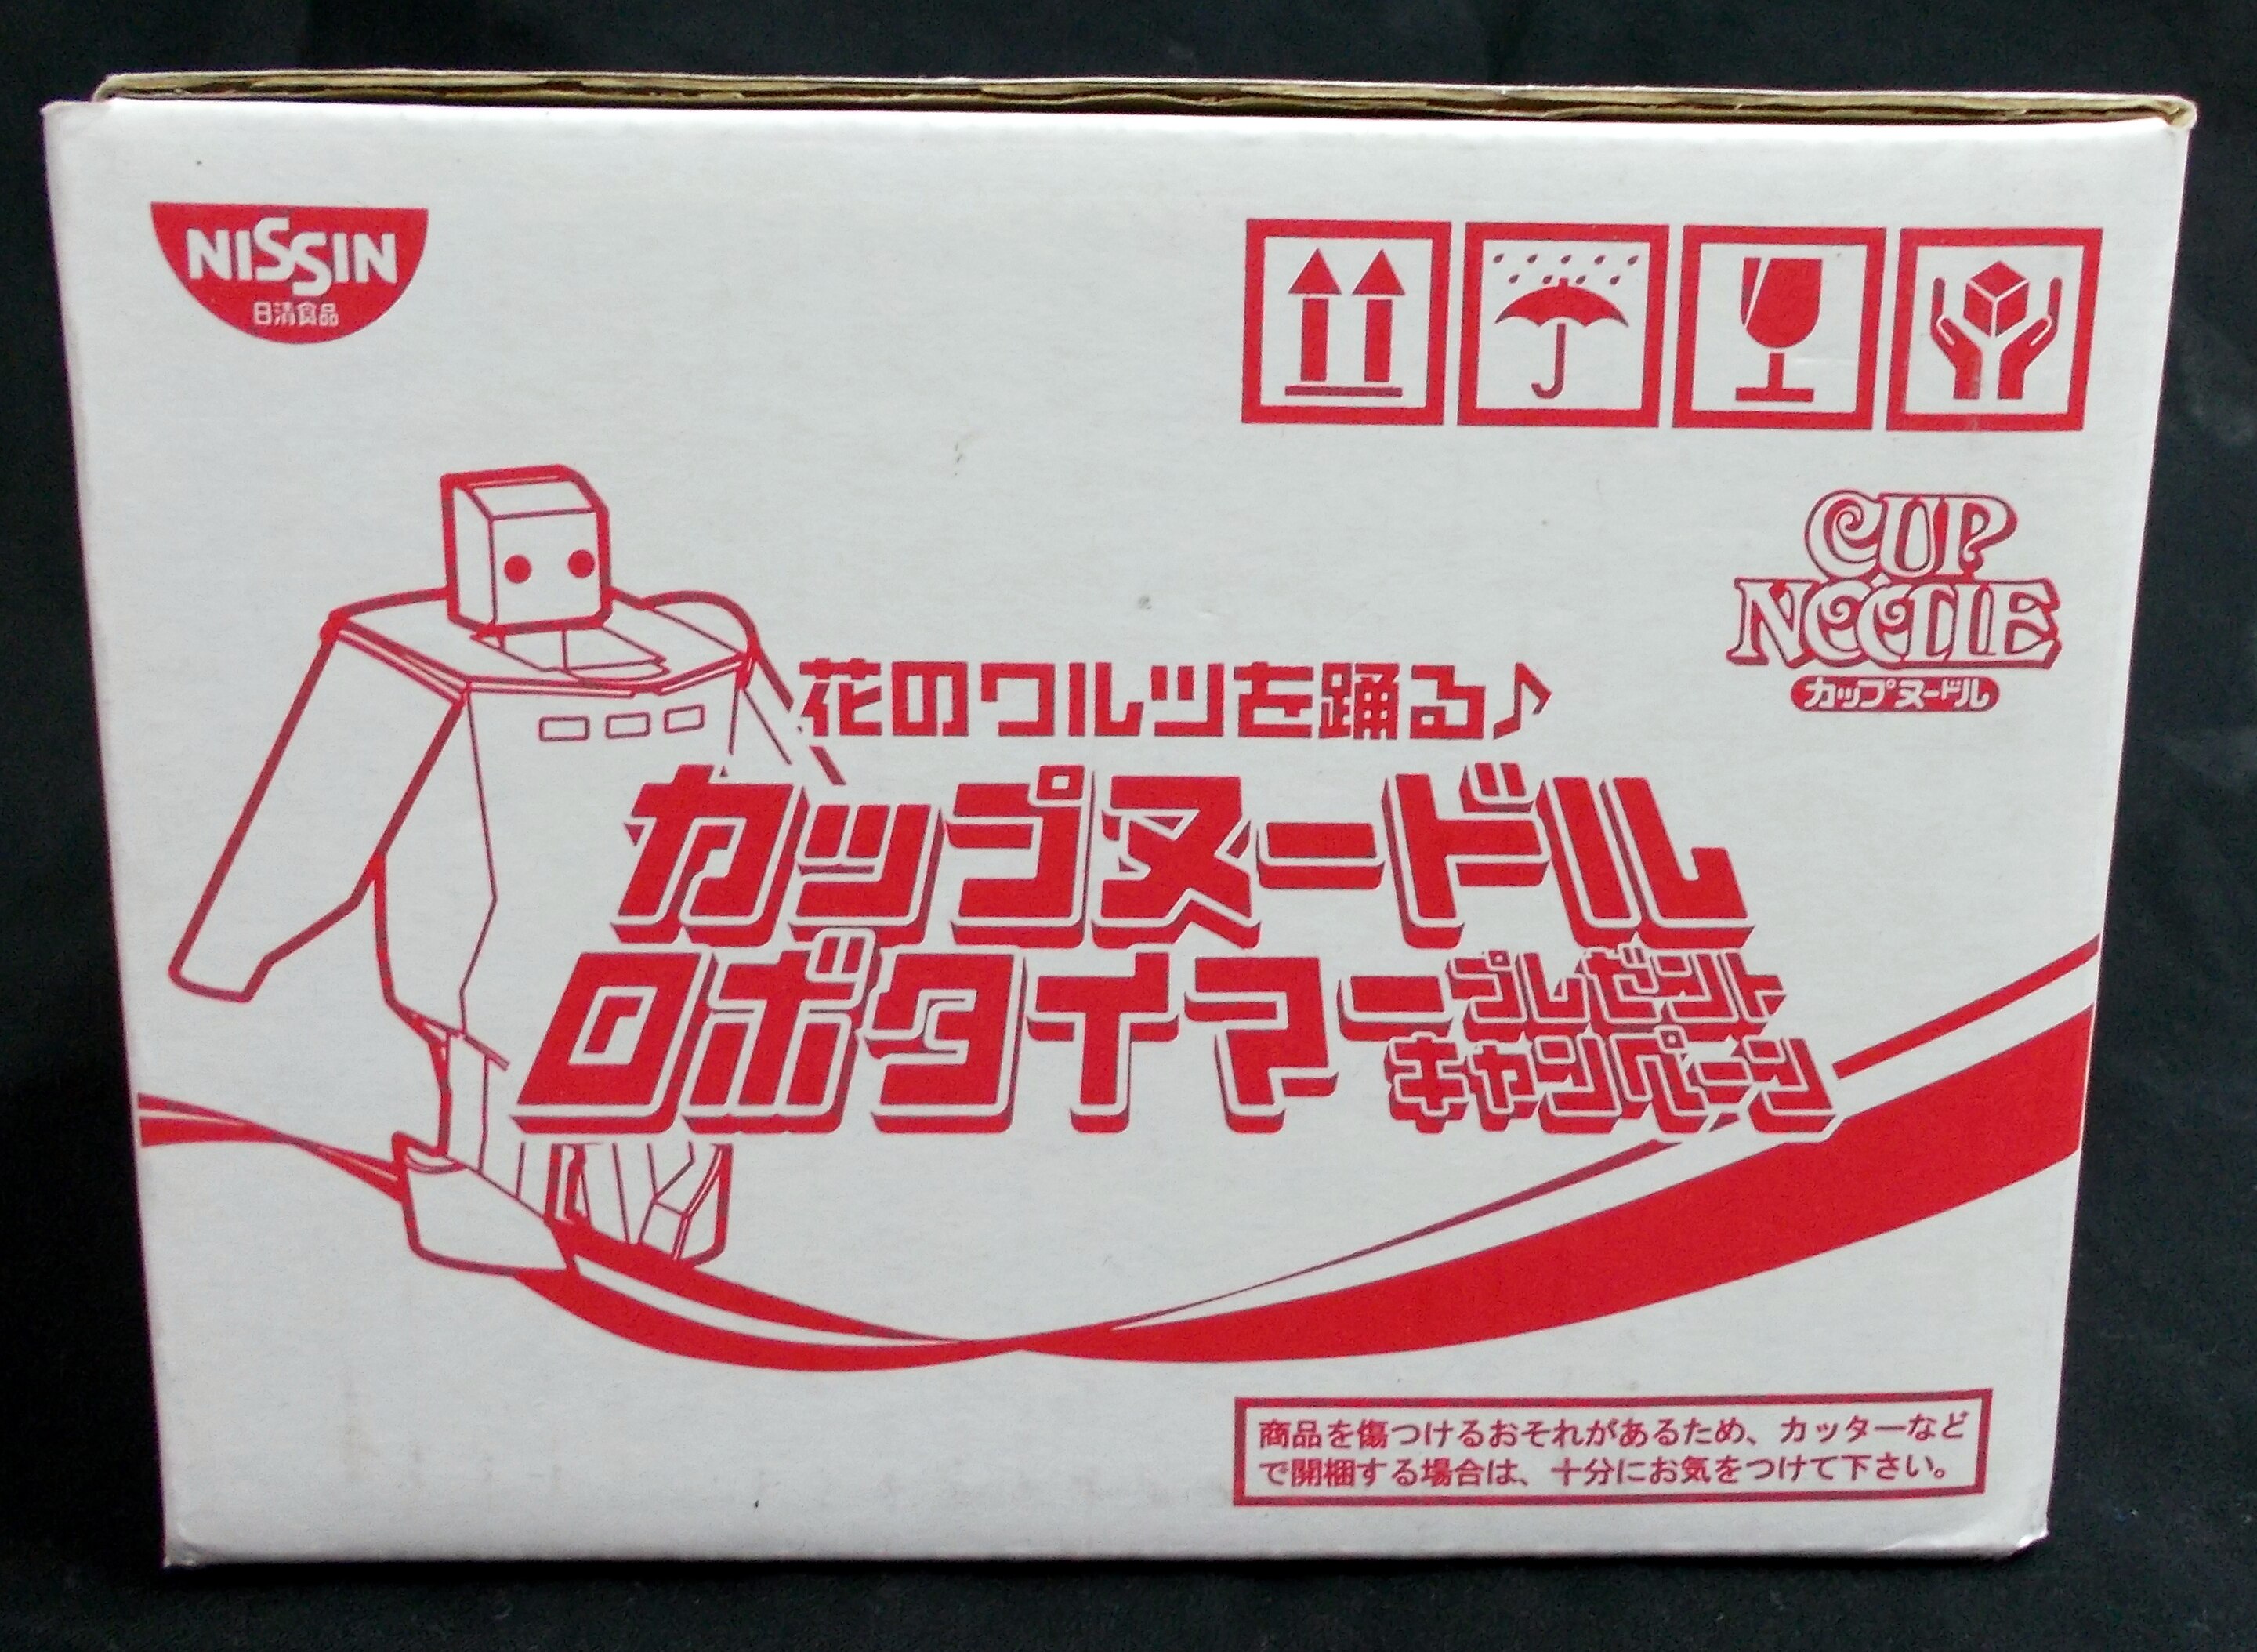 NISSIN
日清食品
CUP
NOODLE
カップヌードル
花のワルツを踊る♪
カップヌードル
ロボタイマープレゼント
キャンペーン
商品を傷つけるおそれがあるため、カッターなど
で開梱する場合は、十分にお気をつけて下さい。